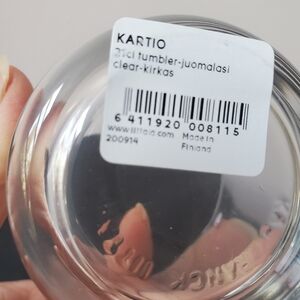 KARTIO
21cl tumbler-juomalasi
clear-kirkas
6 411920 008115
www.iittala.com Made in
200914 Finland